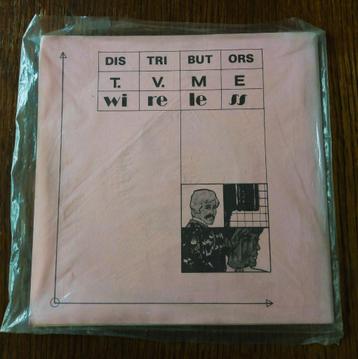 DIS TRI BUT ORS
T. V. M E
wi re le ss